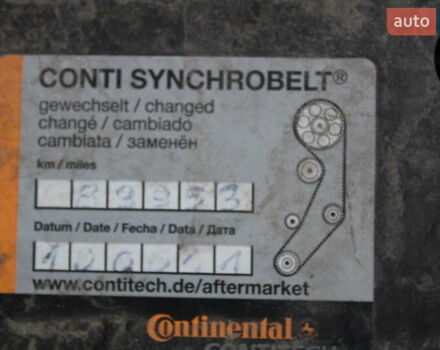 auto
CONTI SYNCHROBELT®
gewechselt / changed
changé / cambiado
cambiata / заменён
km / miles
Datum / Date / Fecha / Data / Дата
www.contitech.de/aftermarket
Continental
CONTITECH